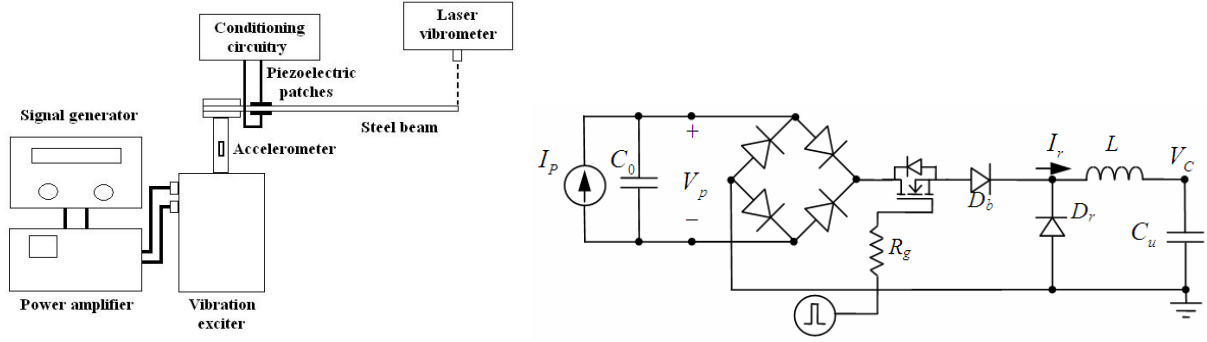 Conditioning
circuitry
Laser
vibrometer
Piezoelectric
patches
Signal generator
Steel beam
Accelerometer
Power amplifier
Vibration
exciter
I_P
C_0
+
V_p
−
I_r
L
V_C
D_b
D_r
C_u
R_g